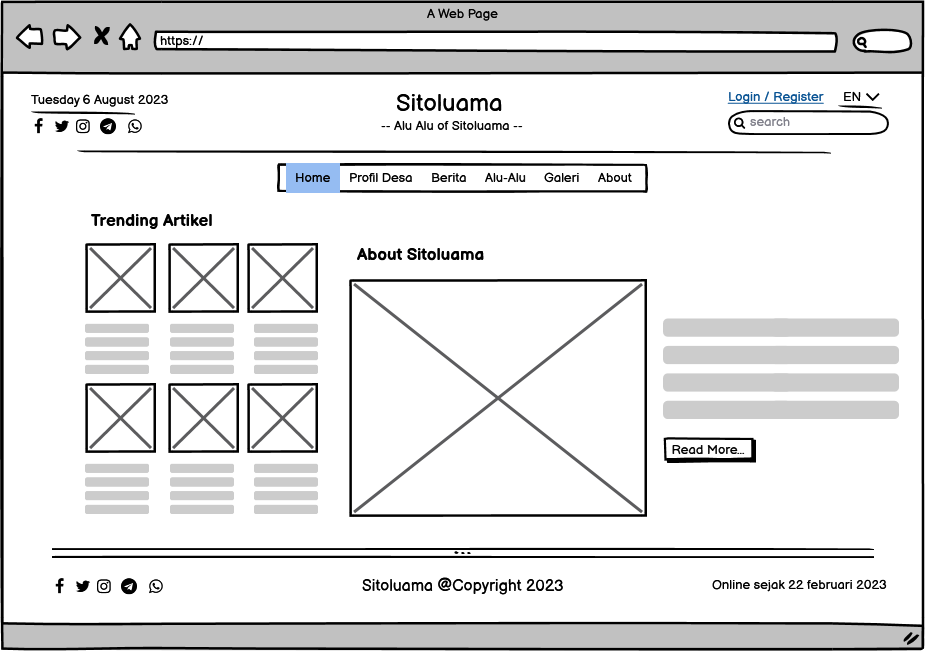 A Web Page
https://
Tuesday 6 August 2023
Sitoluama
-- Alu Alu of Sitoluama --
Login / Register
EN
search
Home
Profil Desa
Berita
Alu-Alu
Galeri
About
Trending Artikel
About Sitoluama
Read More...
Sitoluama @Copyright 2023
Online sejak 22 februari 2023